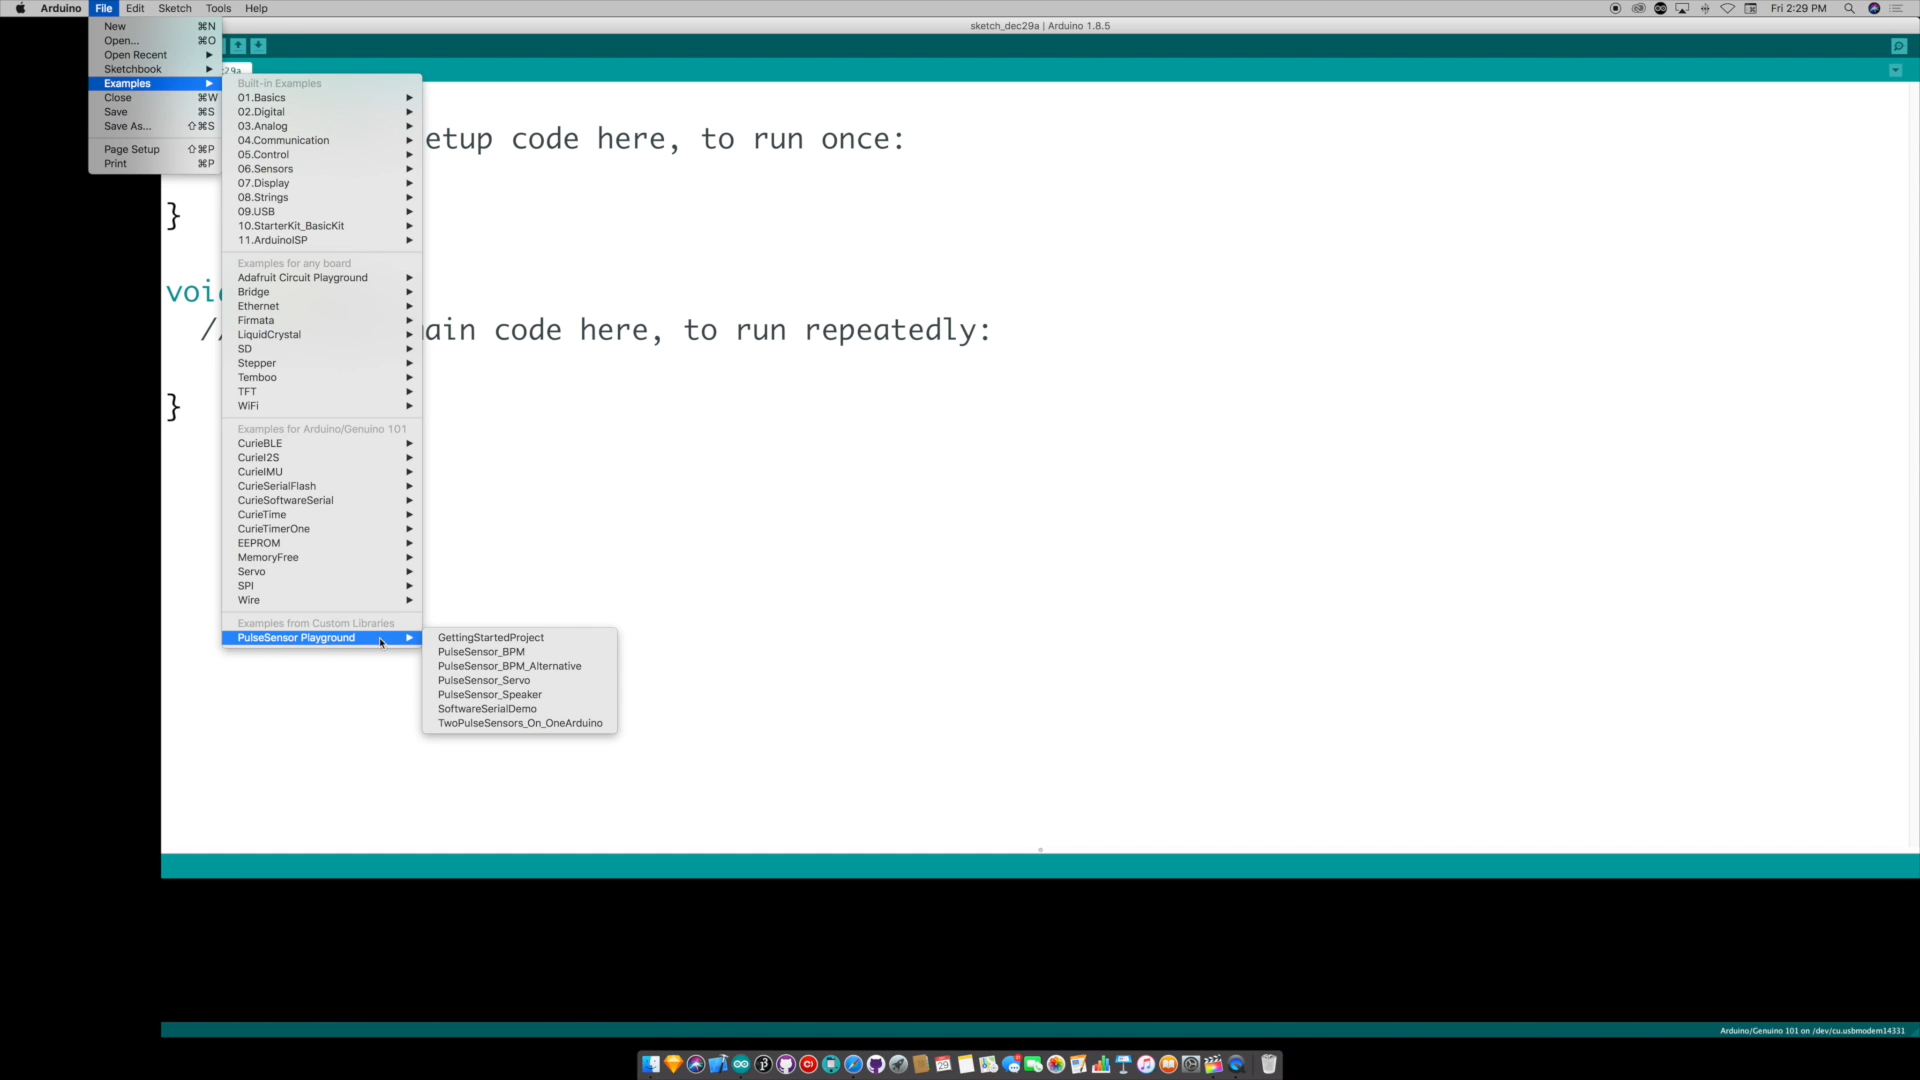 Arduino File Edit Sketch Tools Help Fri 2:29 PM
sketch_dec29a | Arduino 1.8.5
New ⌘N
Open... ⌘O
Open Recent
Sketchbook
Examples
Close ⌘W
Save ⌘S
Save As... ⇧⌘S
Page Setup ⇧⌘P
Print ⌘P
c29a
Built-in Examples
01.Basics
02.Digital
03.Analog
04.Communication
05.Control
06.Sensors
07.Display
08.Strings
09.USB
10.StarterKit_BasicKit
11.ArduinoISP
Examples for any board
Adafruit Circuit Playground
Bridge
Ethernet
Firmata
LiquidCrystal
SD
Stepper
Temboo
TFT
WiFi
Examples for Arduino/Genuino 101
CurieBLE
CurieI2S
CurieIMU
CurieSerialFlash
CurieSoftwareSerial
CurieTime
CurieTimerOne
EEPROM
MemoryFree
Servo
SPI
Wire
Examples from Custom Libraries
PulseSensor Playground
GettingStartedProject
PulseSensor_BPM
PulseSensor_BPM_Alternative
PulseSensor_Servo
PulseSensor_Speaker
SoftwareSerialDemo
TwoPulseSensors_On_OneArduino
etup code here, to run once:
}
voi
// ain code here, to run repeatedly:
}
Arduino/Genuino 101 on /dev/cu.usbmodem14331